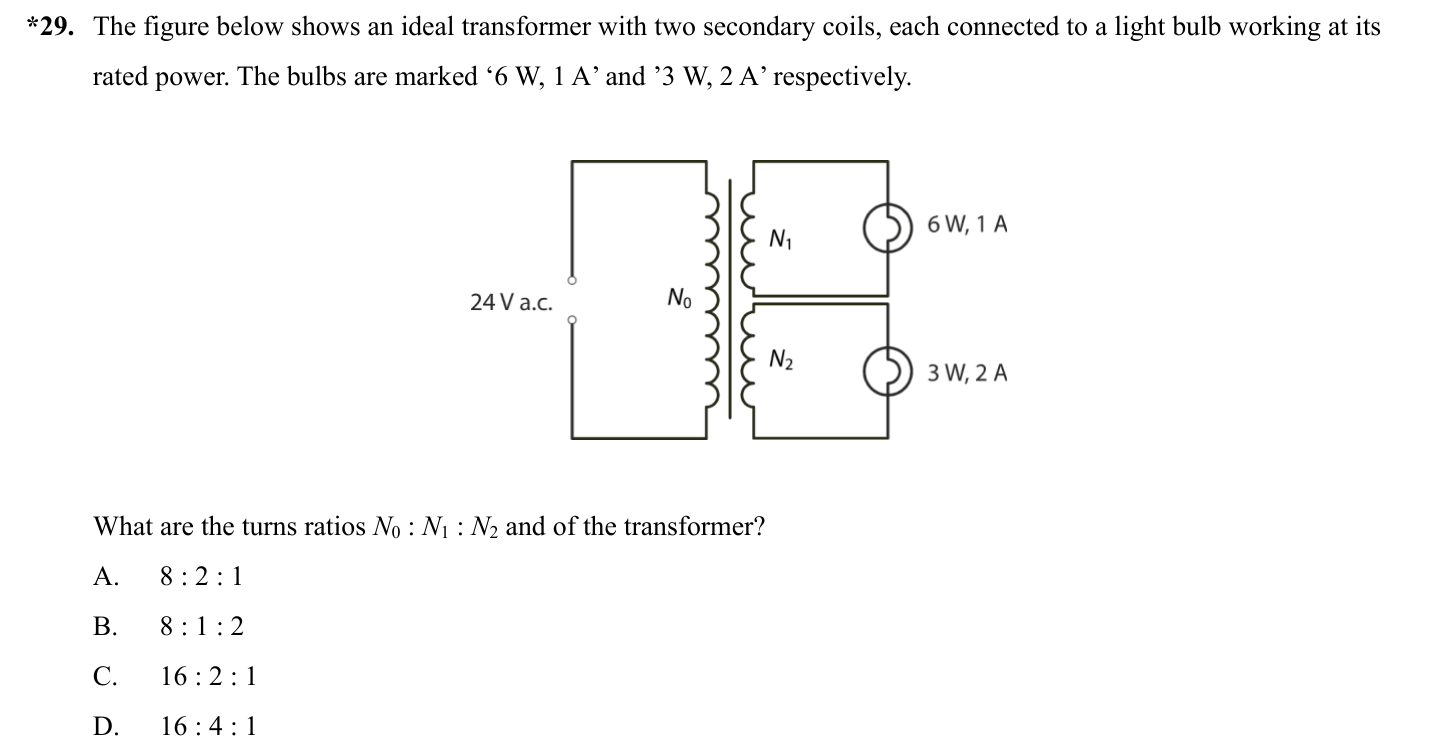 *29. The figure below shows an ideal transformer with two secondary coils, each connected to a light bulb working at its
rated power. The bulbs are marked ‘6 W, 1 A’ and ’3 W, 2 A’ respectively.
N₁
6 W, 1 A
24 V a.c.
N₀
N₂
3 W, 2 A
What are the turns ratios N₀ : N₁ : N₂ and of the transformer?
A. 8 : 2 : 1
B. 8 : 1 : 2
C. 16 : 2 : 1
D. 16 : 4 : 1